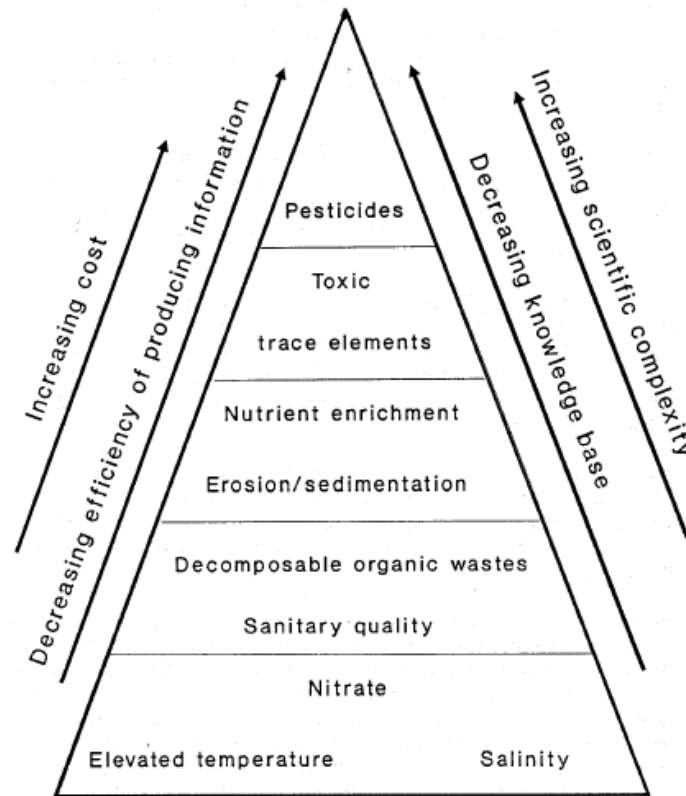 Increasing cost
Decreasing efficiency of producing information
Decreasing knowledge base
Increasing scientific complexity
Pesticides
Toxic
trace elements
Nutrient enrichment
Erosion/sedimentation
Decomposable organic wastes
Sanitary quality
Nitrate
Elevated temperature Salinity